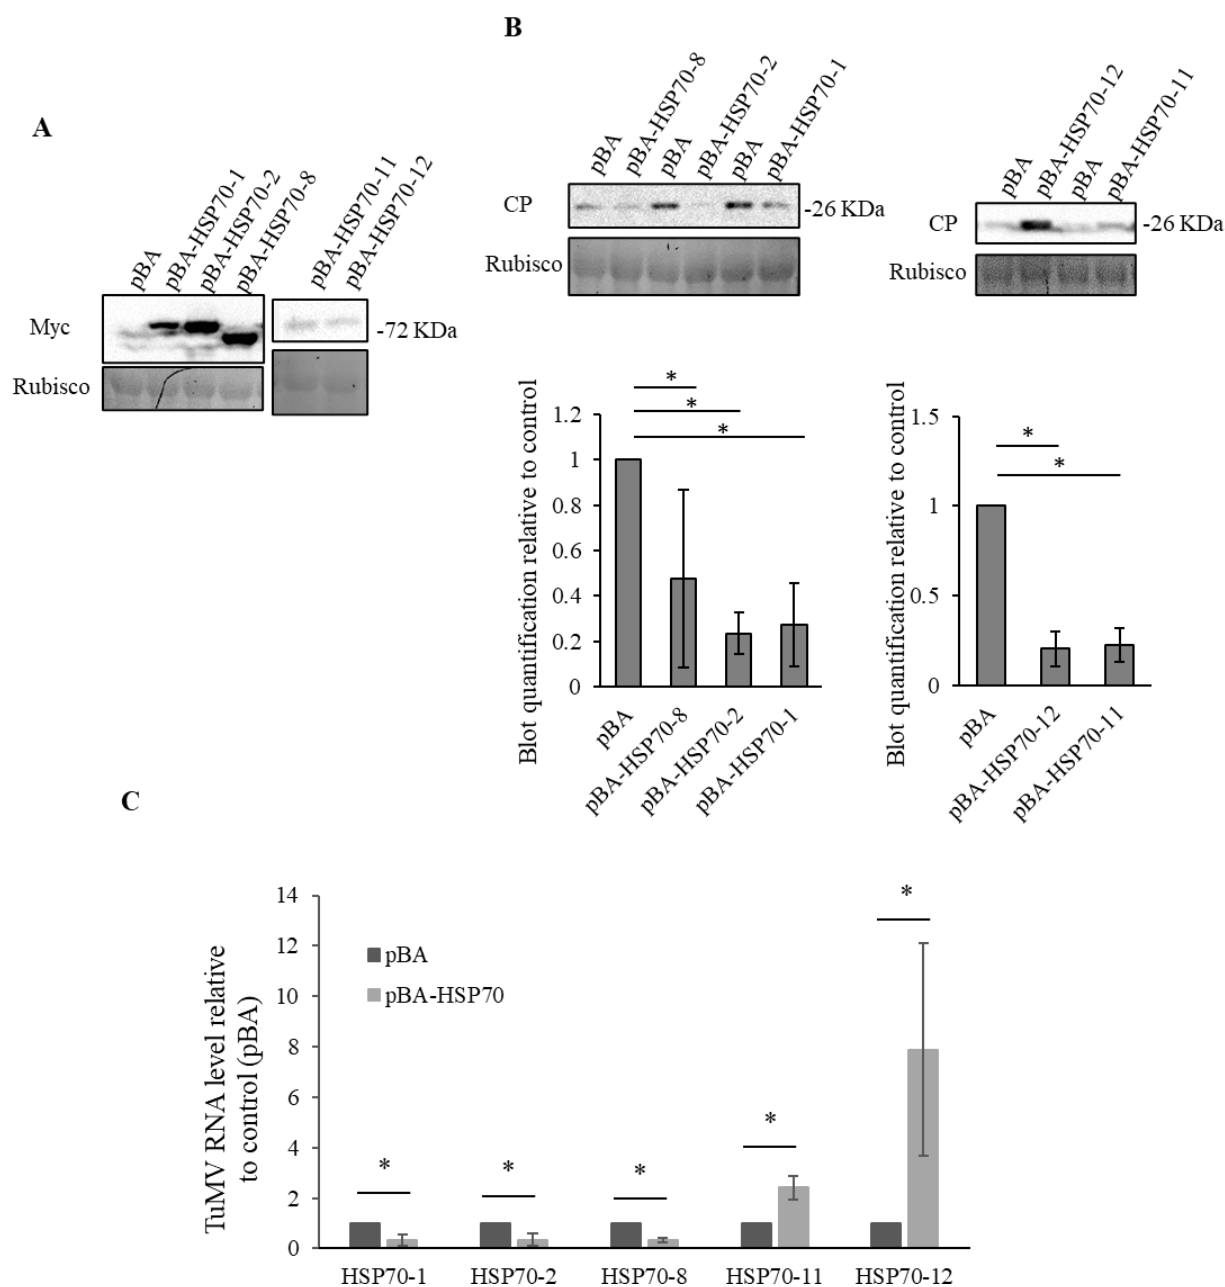 A
pBA
pBA-HSP70-1
pBA-HSP70-2
pBA-HSP70-8
pBA-HSP70-11
pBA-HSP70-12
Myc
-72 KDa
Rubisco
B
pBA
pBA-HSP70-8
pBA
pBA-HSP70-2
pBA
pBA-HSP70-1
CP
-26 KDa
Rubisco
pBA
pBA-HSP70-12
pBA
pBA-HSP70-11
CP
-26 KDa
Rubisco
Blot quantification relative to control
1.2
1
0.8
0.6
0.4
0.2
0
*
*
*
pBA
pBA-HSP70-8
pBA-HSP70-2
pBA-HSP70-1
Blot quantification relative to control
1.5
1
0.5
0
*
*
pBA
pBA-HSP70-12
pBA-HSP70-11
C
TuMV RNA level relative
to control (pBA)
14
12
10
8
6
4
2
0
pBA
pBA-HSP70
*
*
*
*
*
HSP70-1
HSP70-2
HSP70-8
HSP70-11
HSP70-12